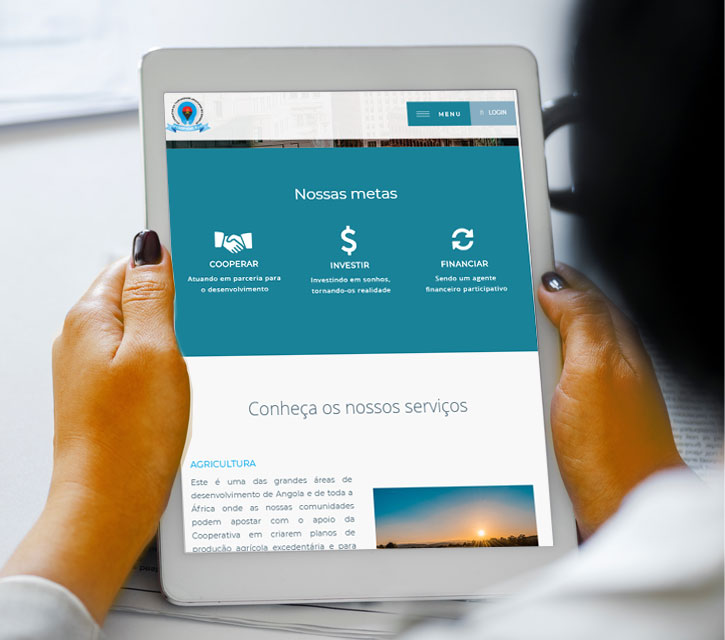 MENU LOGIN
Nossas metas
COOPERAR INVESTIR FINANCIAR
Atuando em parceria para
o desenvolvimento
Investindo em sonhos,
tornando-os realidade
Sendo um agente
financeiro participativo
Conheça os nossos serviços
AGRICULTURA
Este é uma das grandes áreas de
desenvolvimento de Angola e de toda a
África onde as nossas comunidades
podem apostar com o apoio da
Cooperativa em criarem planos de
produção agrícola excedentária e para